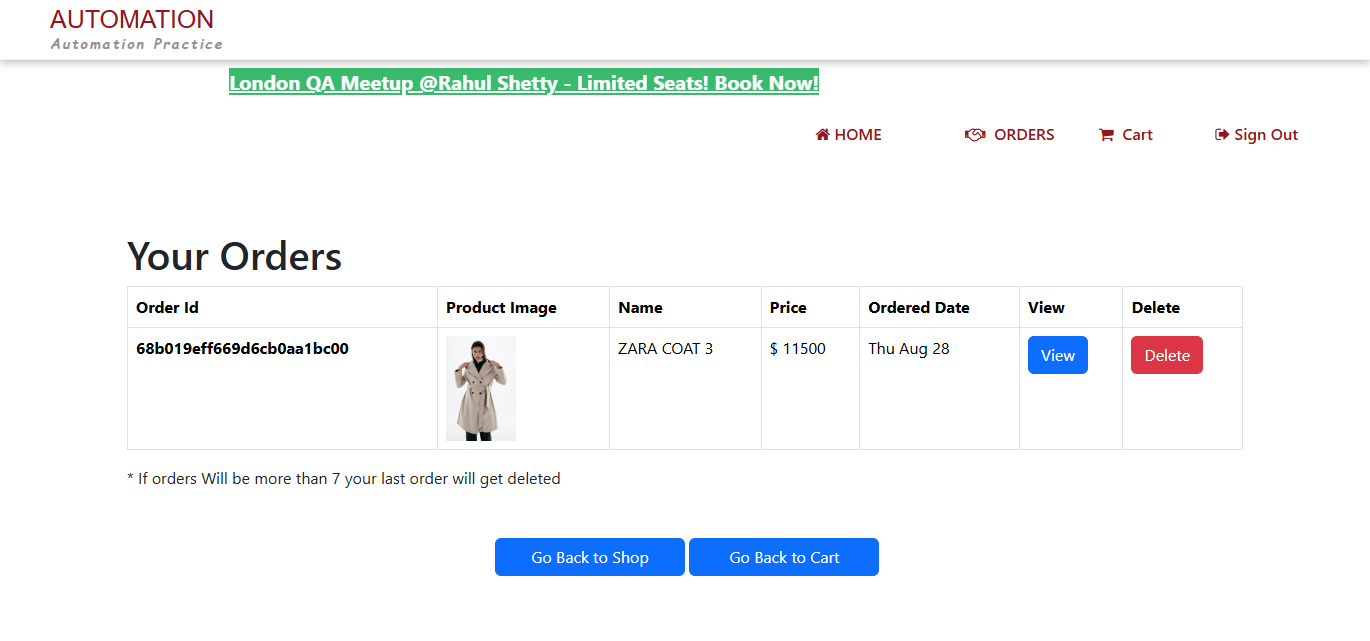 AUTOMATION
Automation Practice
London QA Meetup @Rahul Shetty - Limited Seats! Book Now!
HOME ORDERS Cart Sign Out
Your Orders
Order Id Product Image Name Price Ordered Date View Delete
68b019eff669d6cb0aa1bc00 ZARA COAT 3 $ 11500 Thu Aug 28 View Delete
* If orders Will be more than 7 your last order will get deleted
Go Back to Shop Go Back to Cart